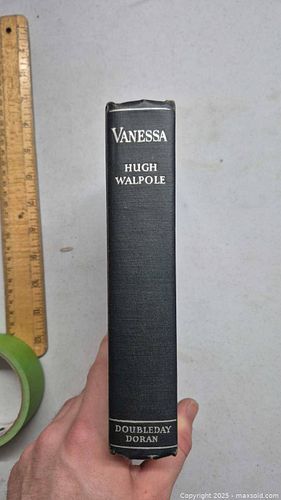 VANESSA
HUGH
WALPOLE
DOUBLEDAY
DORAN
Copyright © 2025 - maxsold.com